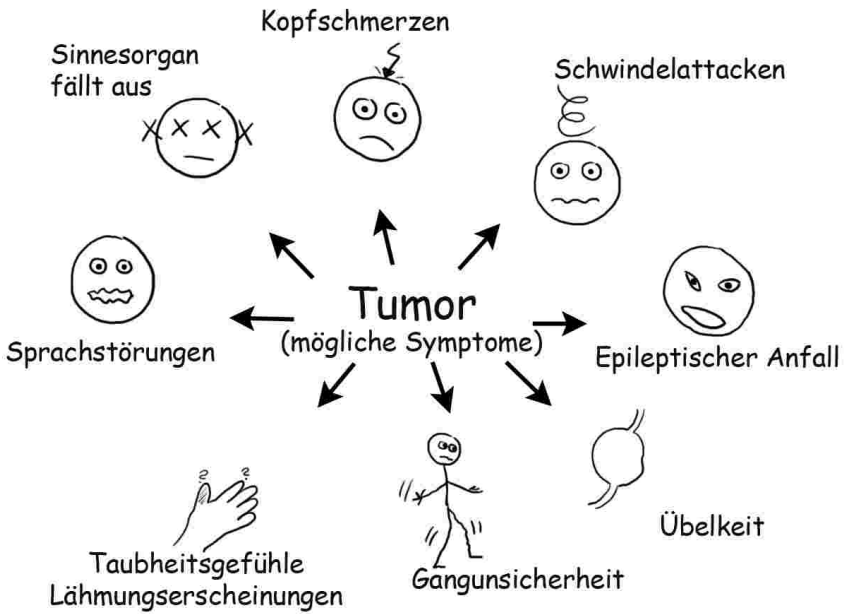 Kopfschmerzen
Sinnesorgan
fällt aus
Schwindelattacken
Tumor
(mögliche Symptome)
Sprachstörungen
Epileptischer Anfall
Übelkeit
Taubheitsgefühle
Lähmungserscheinungen
Gangunsicherheit